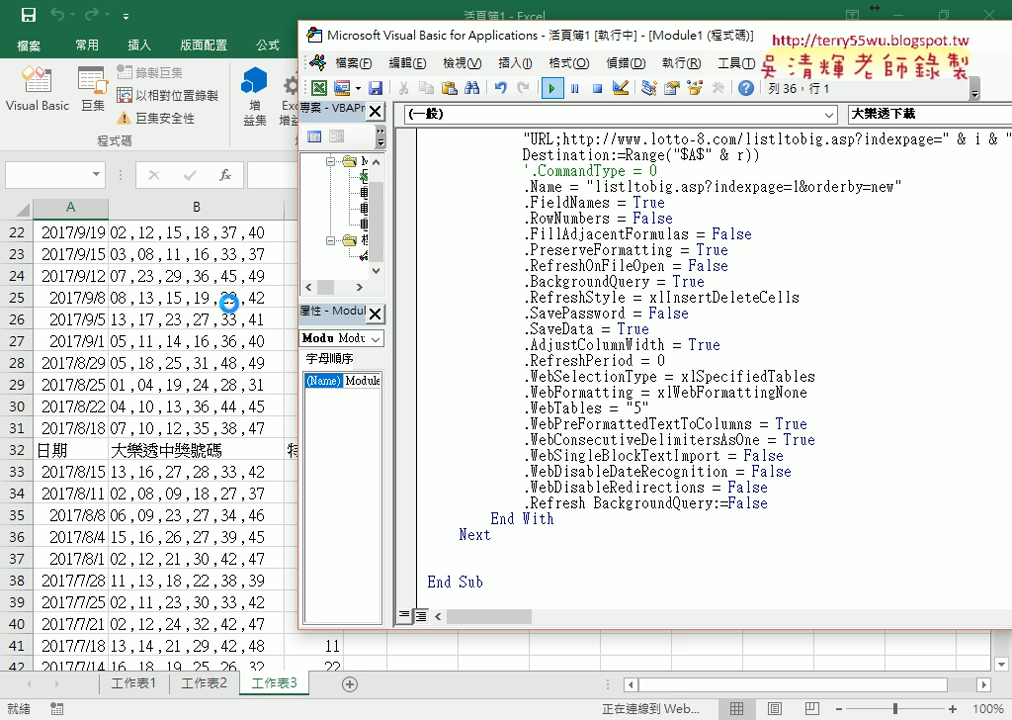 活頁簿1 - Excel
檔案 常用 插入 版面配置 公式
Visual Basic 巨集 錄製巨集 以相對位置錄製 巨集安全性 增益集
程式碼
A B
22 2017/9/19 02,12,15,18,37,40
23 2017/9/15 03,08,11,16,33,37
24 2017/9/12 07,23,29,36,45,49
25 2017/9/8 08,13,15,19, ,42
26 2017/9/5 13,17,23,27,33,41
27 2017/9/1 05,11,14,16,36,40
28 2017/8/29 05,18,25,31,48,49
29 2017/8/25 01,04,19,24,28,31
30 2017/8/22 04,10,13,36,44,45
31 2017/8/18 07,10,12,35,38,47
32 日期 大樂透中獎號碼 特
33 2017/8/15 13,16,27,28,33,42
34 2017/8/11 02,08,09,18,27,37
35 2017/8/8 06,09,23,27,34,46
36 2017/8/4 15,16,26,27,39,45
37 2017/8/1 02,12,21,30,42,47
38 2017/7/28 11,13,18,22,38,39
39 2017/7/25 02,11,23,30,33,42
40 2017/7/21 02,12,24,32,42,47
41 2017/7/18 13,14,21,29,42,48 11
42 2017/7/14 16,18,19,25,26,32 22
工作表1 工作表2 工作表3
就緒 正在連線到 Web... 100%
Microsoft Visual Basic for Applications - 活頁簿1 [執行中] - [Module1 (程式碼)]
http://terry55wu.blogspot.tw
吳清輝老師錄製
檔案(F) 編輯(E) 檢視(V) 插入(I) 格式(O) 偵錯(D) 執行(R) 工具(T)
列 36，行 1
專案 - VBAPr
屬性 - Modul
Modu Modu
字母順序
(Name) Module
(一般) 大樂透下載
"URL;http://www.lotto-8.com/listltobig.asp?indexpage=" & i & "
Destination:=Range("$A$" & r))
'.CommandType = 0
.Name = "listltobig.asp?indexpage=1&orderby=new"
.FieldNames = True
.RowNumbers = False
.FillAdjacentFormulas = False
.PreserveFormatting = True
.RefreshOnFileOpen = False
.BackgroundQuery = True
.RefreshStyle = xlInsertDeleteCells
.SavePassword = False
.SaveData = True
.AdjustColumnWidth = True
.RefreshPeriod = 0
.WebSelectionType = xlSpecifiedTables
.WebFormatting = xlWebFormattingNone
.WebTables = "5"
.WebPreFormattedTextToColumns = True
.WebConsecutiveDelimitersAsOne = True
.WebSingleBlockTextImport = False
.WebDisableDateRecognition = False
.WebDisableRedirections = False
.Refresh BackgroundQuery:=False
End With
Next
End Sub